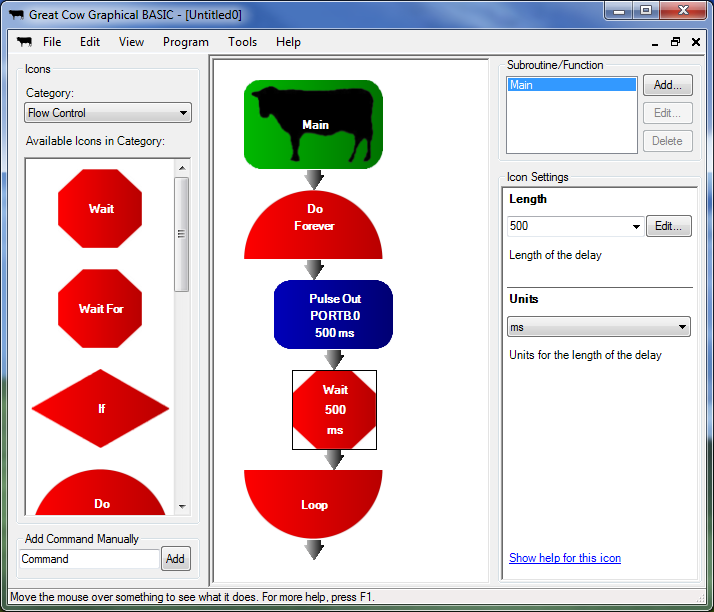 Great Cow Graphical BASIC - [Untitled0]
File Edit View Program Tools Help
Icons
Category:
Flow Control
Available Icons in Category:
Wait
Wait For
If
Do
Add Command Manually
Command
Add
Main
Do
Forever
Pulse Out
PORTB.0
500 ms
Wait
500
ms
Loop
Subroutine/Function
Main
Add...
Edit...
Delete
Icon Settings
Length
500
Edit...
Length of the delay
Units
ms
Units for the length of the delay
Show help for this icon
Move the mouse over something to see what it does. For more help, press F1.